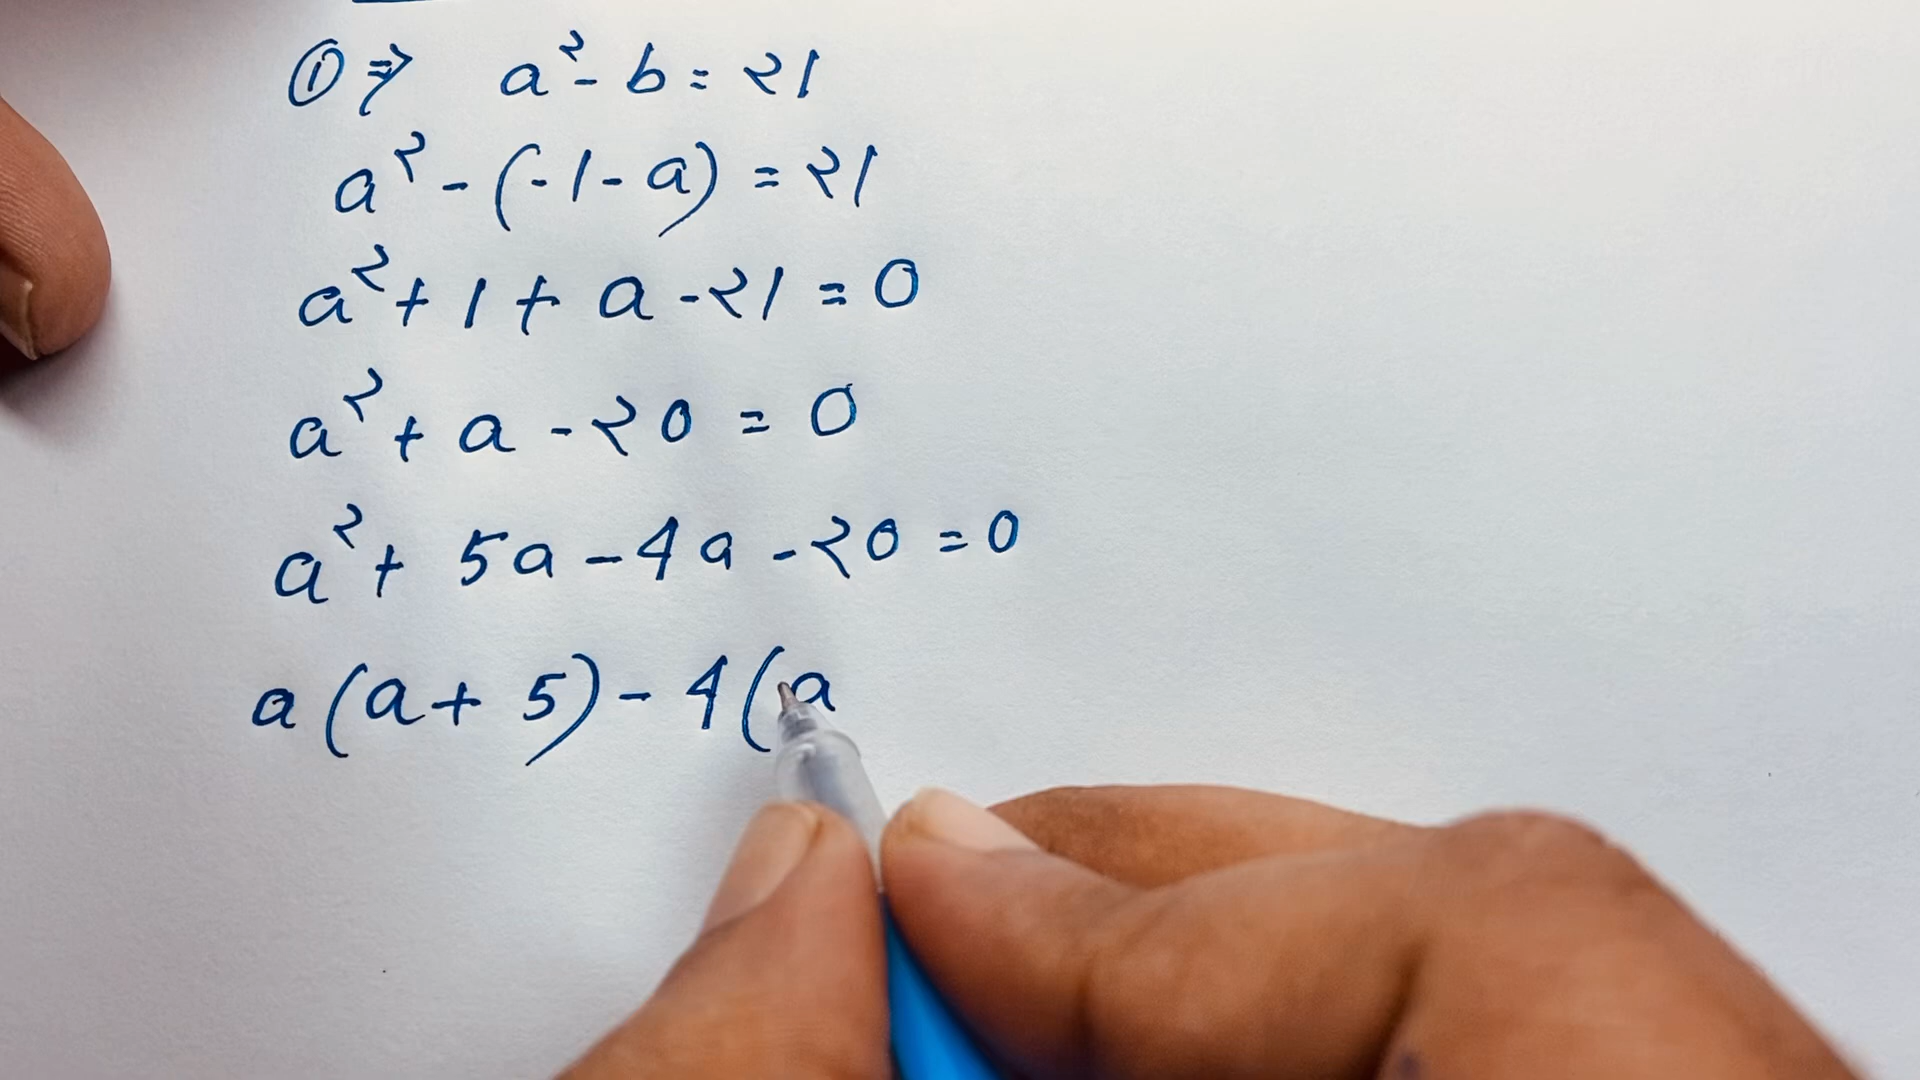 ① ⇒ a² - b = 21
a² - (-1 - a) = 21
a² + 1 + a - 21 = 0
a² + a - 20 = 0
a² + 5a - 4a - 20 = 0
a(a + 5) - 4(a